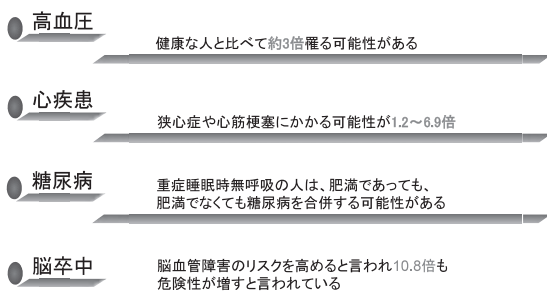 高血圧
健康な人と比べて約3倍罹る可能性がある
心疾患
狭心症や心筋梗塞にかかる可能性が1.2〜6.9倍
糖尿病
重症睡眠時無呼吸の人は、肥満であっても、
肥満でなくても糖尿病を合併する可能性がある
脳卒中
脳血管障害のリスクを高めると言われ10.8倍も
危険性が増すと言われている